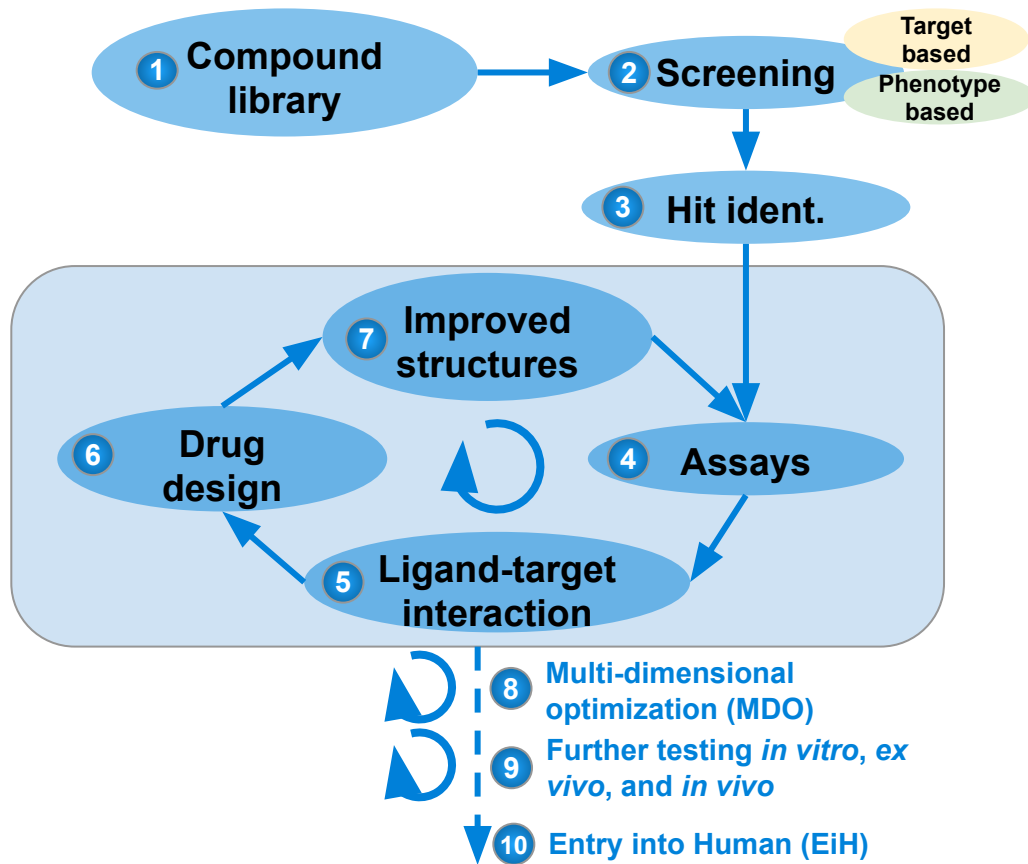 1
Compound
library
2
Screening
Target
based
Phenotype
based
3
Hit ident.
7
Improved
structures
6
Drug
design
4
Assays
5
Ligand-target
interaction
8
Multi-dimensional
optimization (MDO)
9
Further testing in vitro, ex
vivo, and in vivo
10
Entry into Human (EiH)